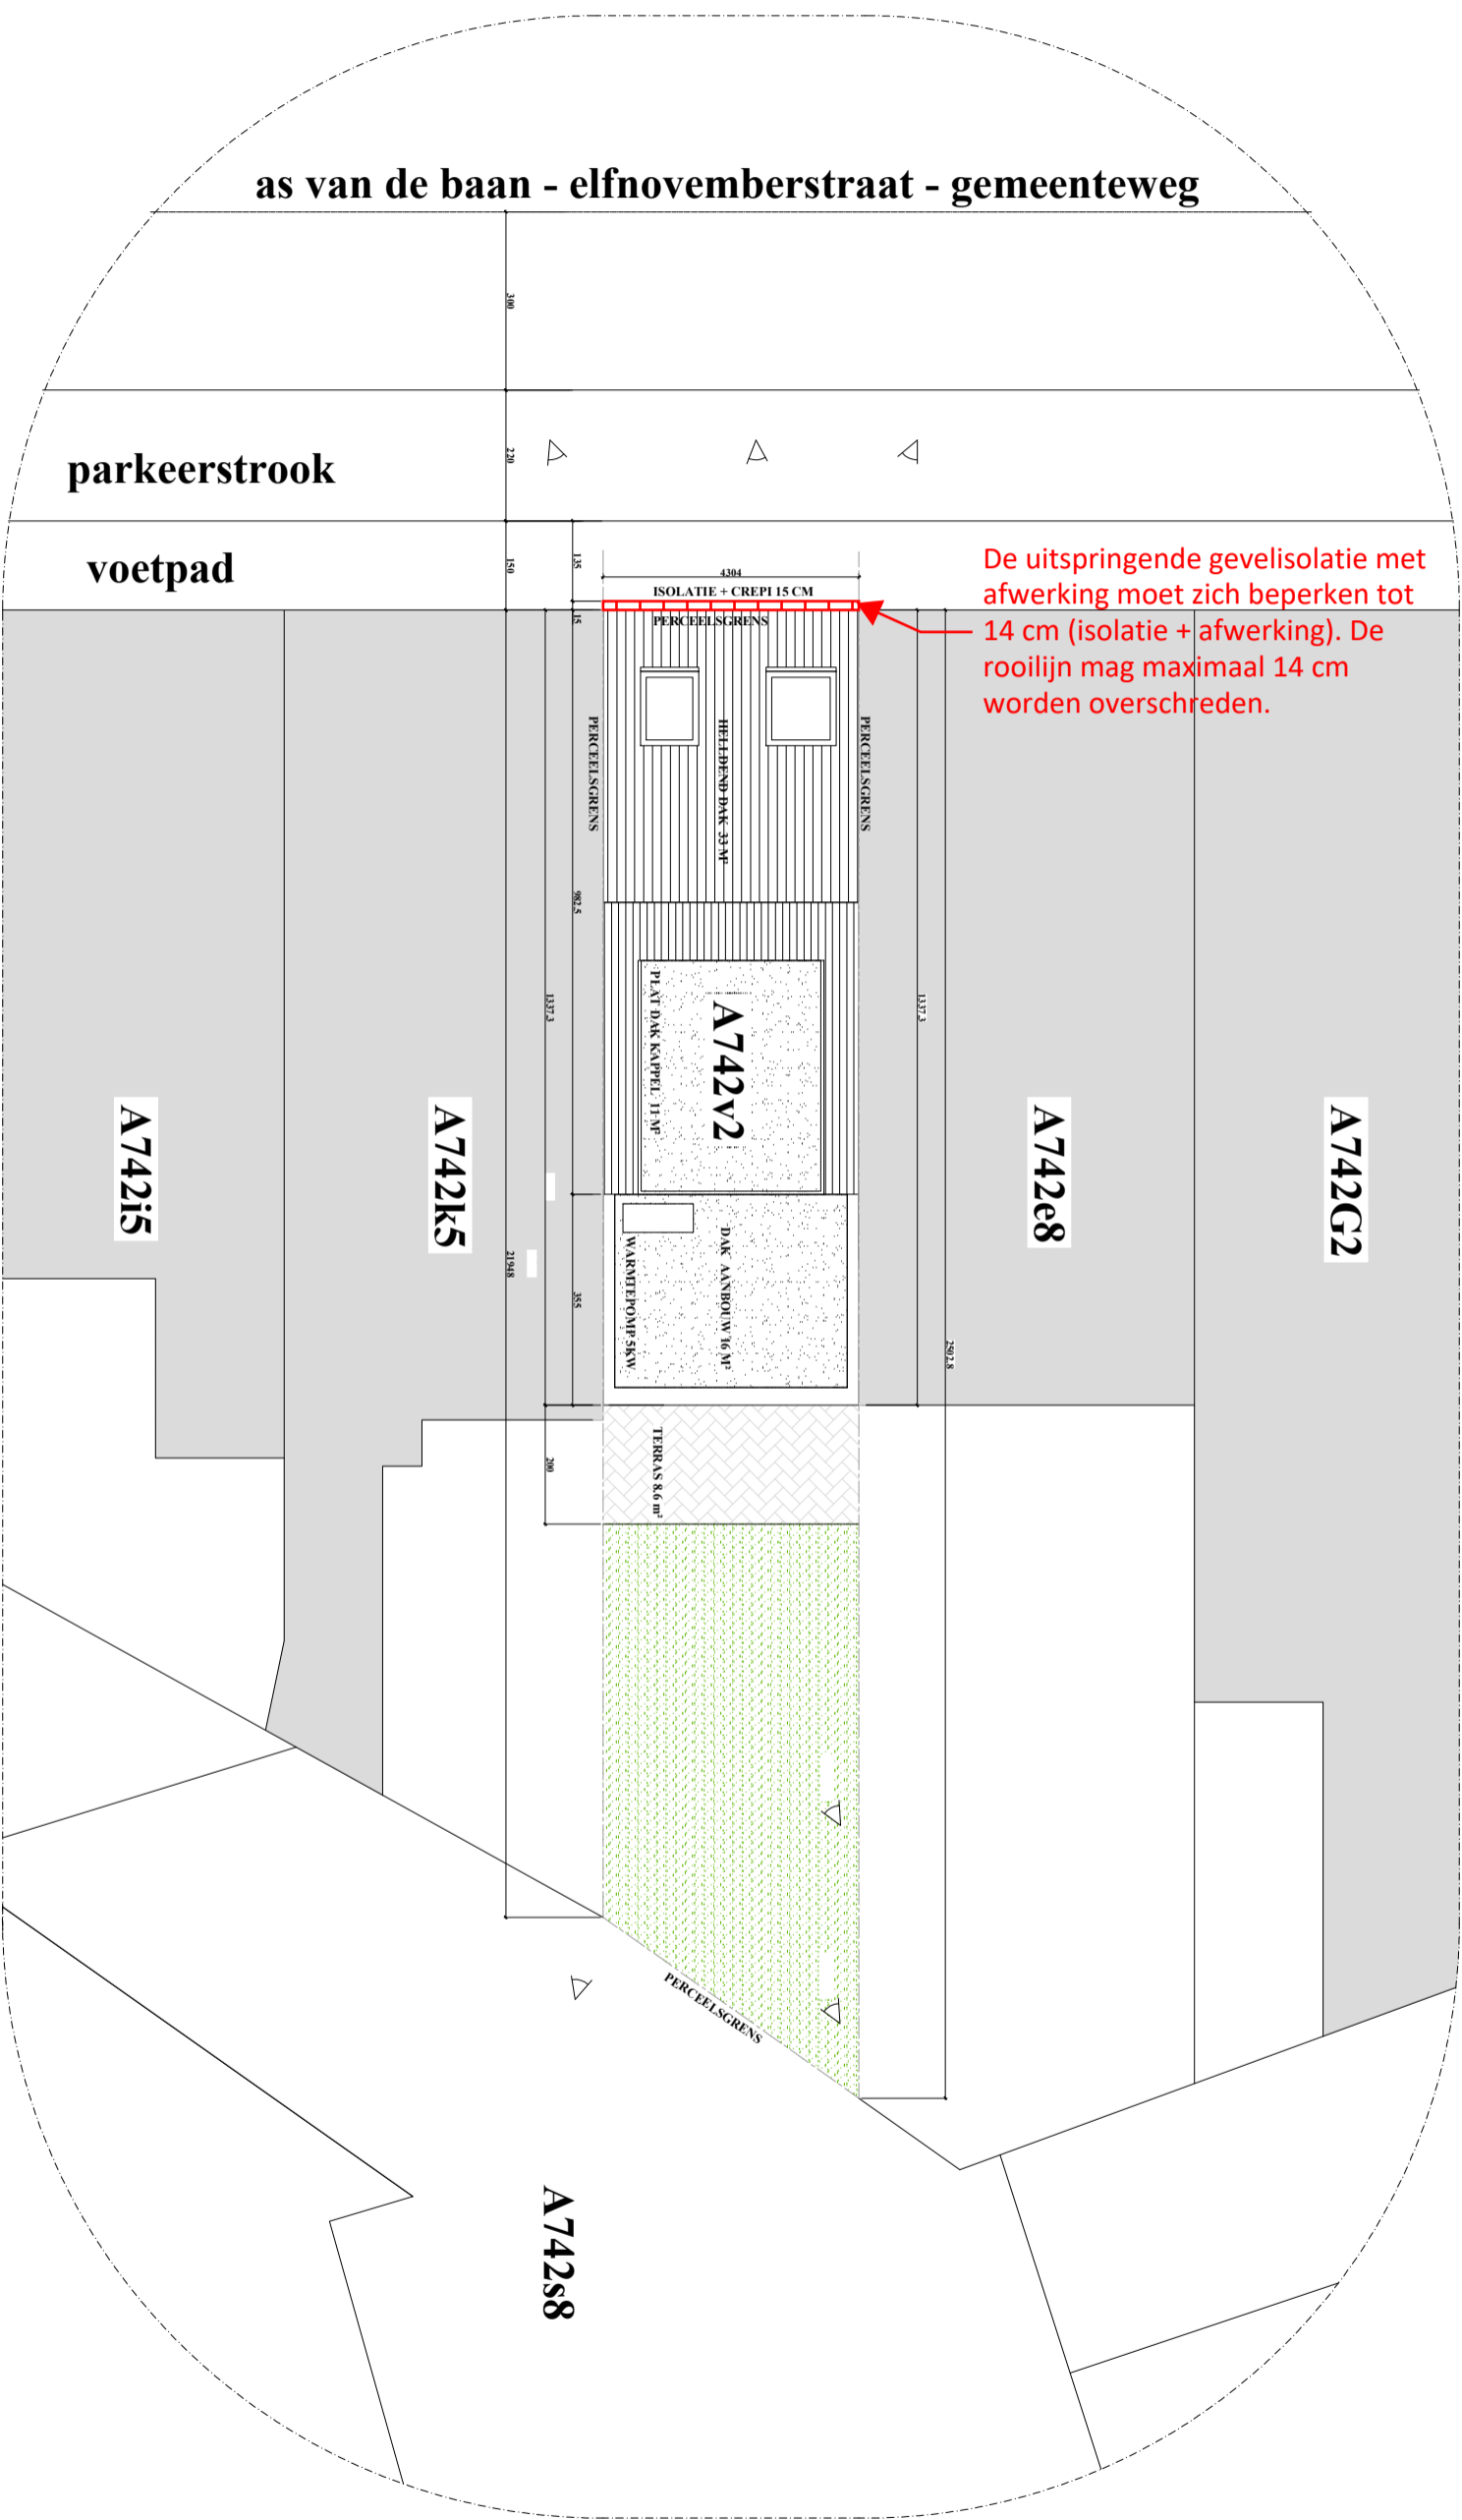 as van de baan - elfnovemberstraat - gemeenteweg
300
220
parkeerstrook
150
135
voetpad
4304
ISOLATIE + CREPI 15 CM
15
PERCEELSGRENS
De uitspringende gevelisolatie met
afwerking moet zich beperken tot
14 cm (isolatie + afwerking). De
rooilijn mag maximaal 14 cm
worden overschreden.
PERCEELSGRENS
HELLDEND DAK 33 M²
PERCEELSGRENS
982.5
1337.3
1337.3
PLAT DAK KAPPEL 11 M²
A742v2
A742i5
A742k5
A742e8
A742G2
21948
355
WARMTEPOMP.5KW
DAK AANBOUW 16 M²
2502.8
200
TERRAS 8.6 m²
PERCEELSGRENS
A742s8